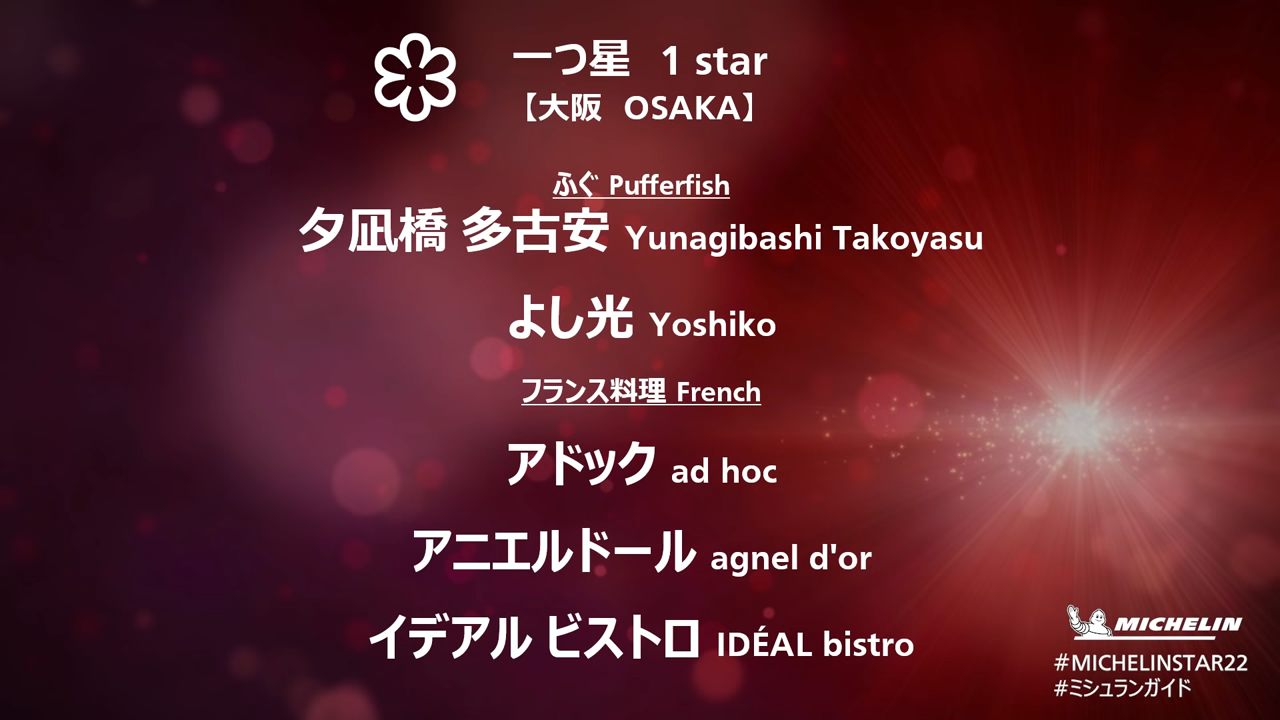 一つ星 1 star
【大阪 OSAKA】
ふぐ Pufferfish
夕凪橋 多古安 Yunagibashi Takoyasu
よし光 Yoshiko
フランス料理 French
アドック ad hoc
アニエルドール agnel d'or
イデアル ビストロ IDÉAL bistro
MICHELIN
#MICHELINSTAR22
#ミシュランガイド